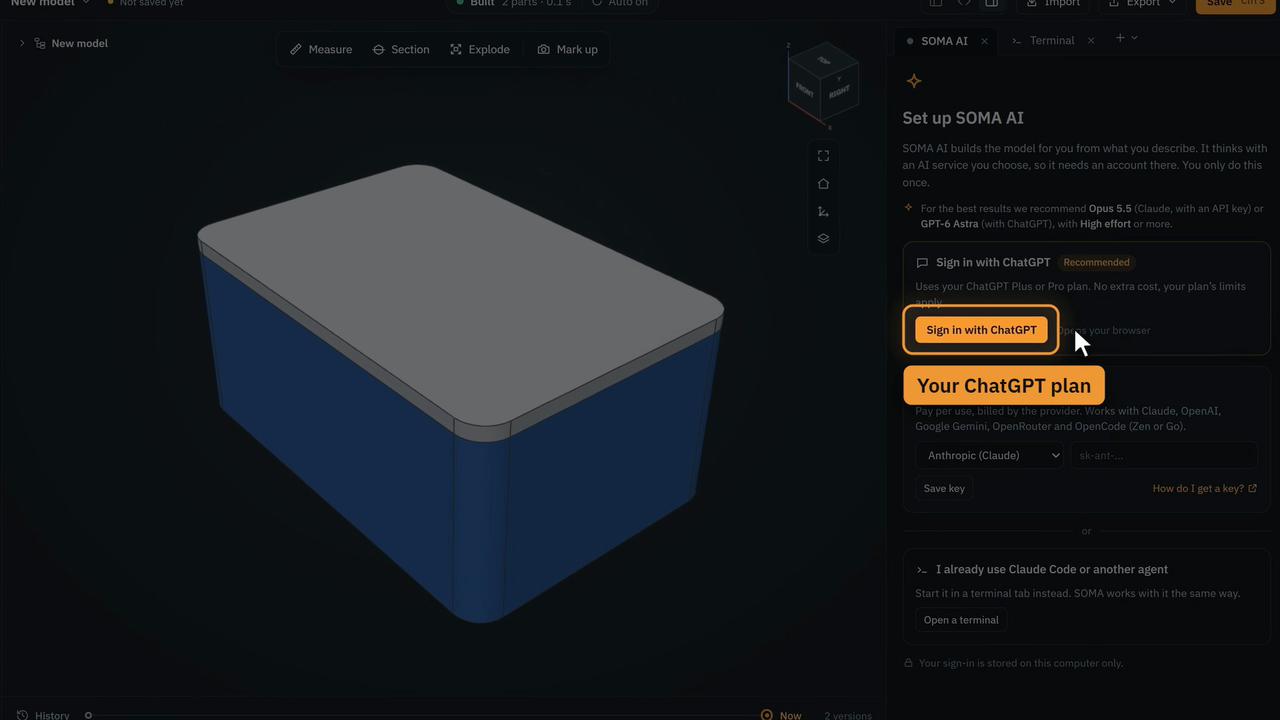 New model
Not saved yet
Built 2 parts · 0.1 s
Auto on
Import
Export
Save Ctrl S
New model
Measure
Section
Explode
Mark up
Z
TOP
FRONT
RIGHT
Y
X
SOMA AI
Terminal
Set up SOMA AI
SOMA AI builds the model for you from what you describe. It thinks with
an AI service you choose, so it needs an account there. You only do this
once.
For the best results we recommend Opus 5.5 (Claude, with an API key) or
GPT-6 Astra (with ChatGPT), with High effort or more.
Sign in with ChatGPT Recommended
Uses your ChatGPT Plus or Pro plan. No extra cost, your plan's limits
apply.
Sign in with ChatGPT
Opens your browser
Your ChatGPT plan
Pay per use, billed by the provider. Works with Claude, OpenAI,
Google Gemini, OpenRouter and OpenCode (Zen or Go).
Anthropic (Claude)
sk-ant-...
Save key
How do I get a key?
or
I already use Claude Code or another agent
Start it in a terminal tab instead. SOMA works with it the same way.
Open a terminal
Your sign-in is stored on this computer only.
History
Now
2 versions